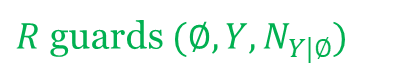 R guards (∅, Y, N_{Y|∅})